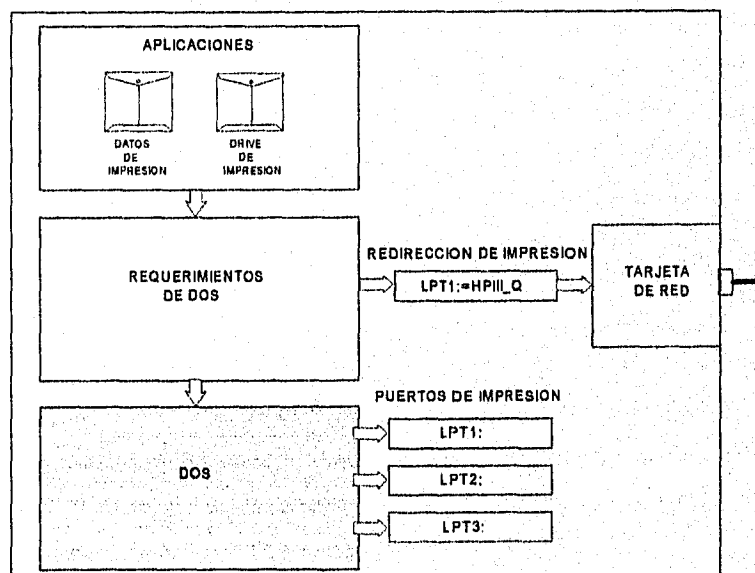 APLICACIONES
DATOS
DE
IMPRESION
DRIVE
DE
IMPRESION
REQUERIMIENTOS
DE DOS
REDIRECCION DE IMPRESION
LPT1:=HPIII_Q
TARJETA
DE RED
PUERTOS DE IMPRESION
DOS
LPT1:
LPT2:
LPT3: